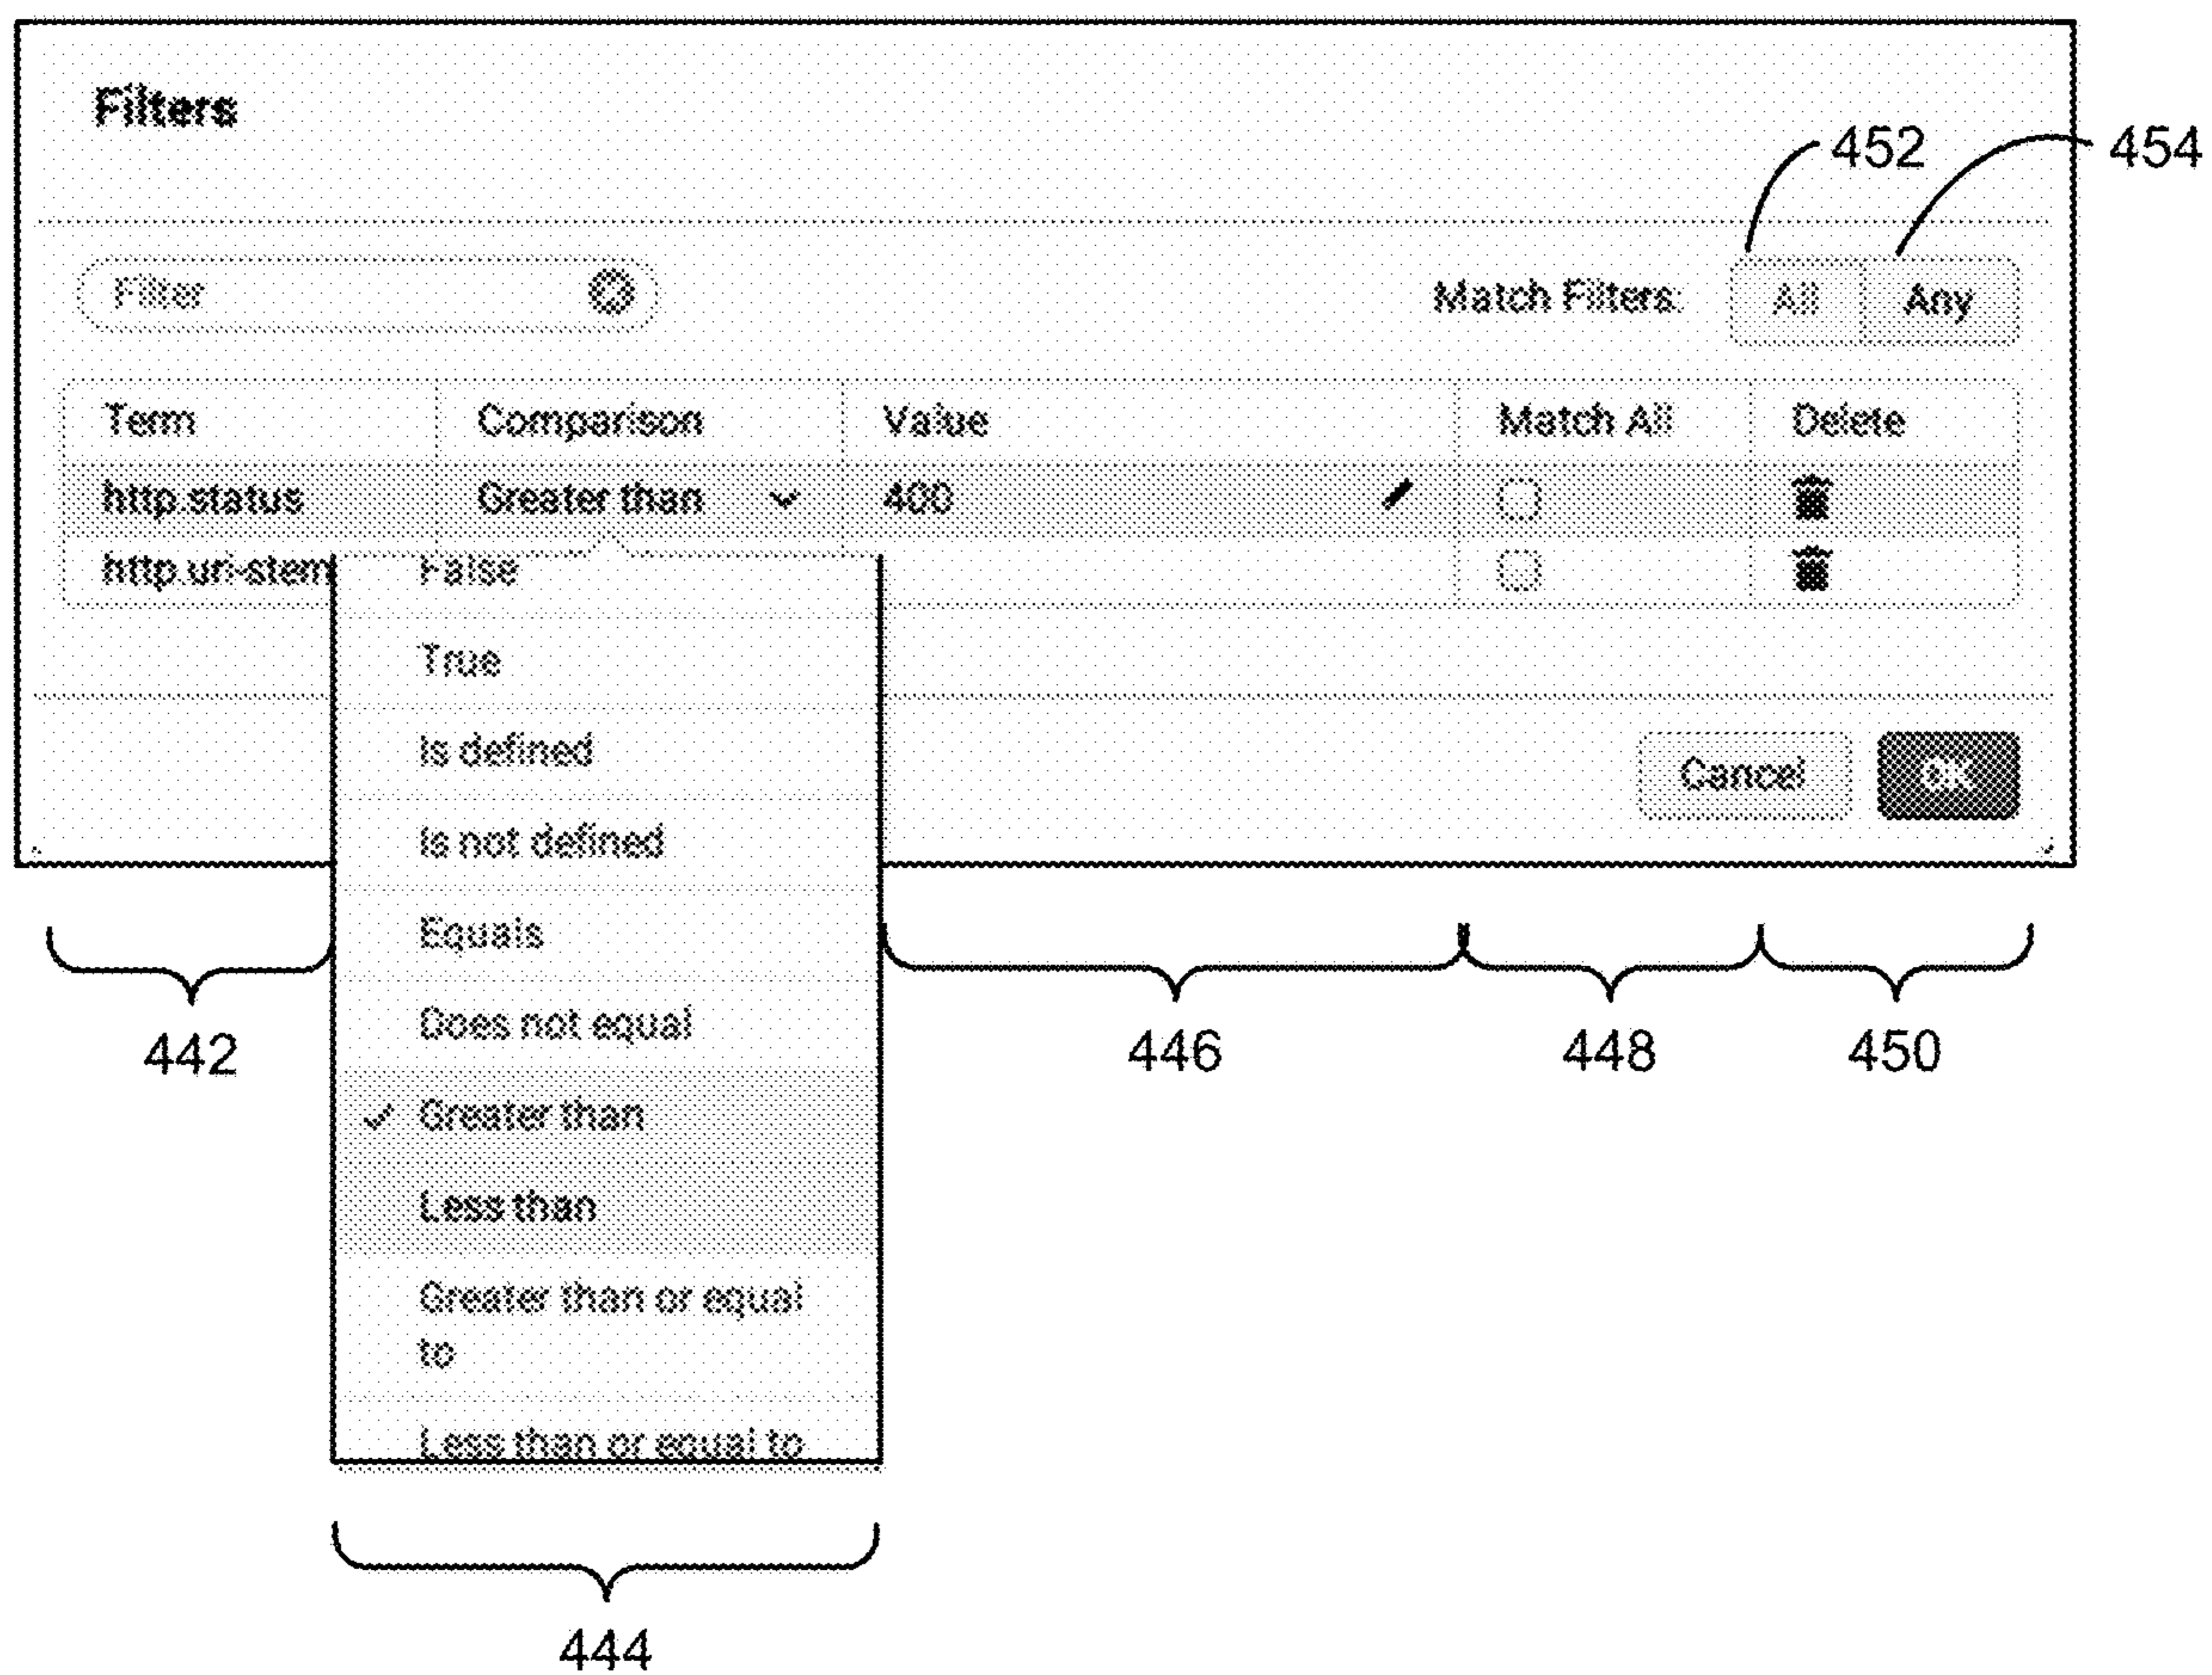 Filters
452
454
Filter
Match Filters:
All
Any
Term
Comparison
Value
Match All
Delete
http.status
Greater than
400
http.uri-stem
False
True
Is defined
Is not defined
Equals
Does not equal
Greater than
Less than
Greater than or equal
to
Less than or equal to
Cancel
OK
442
446
448
450
444